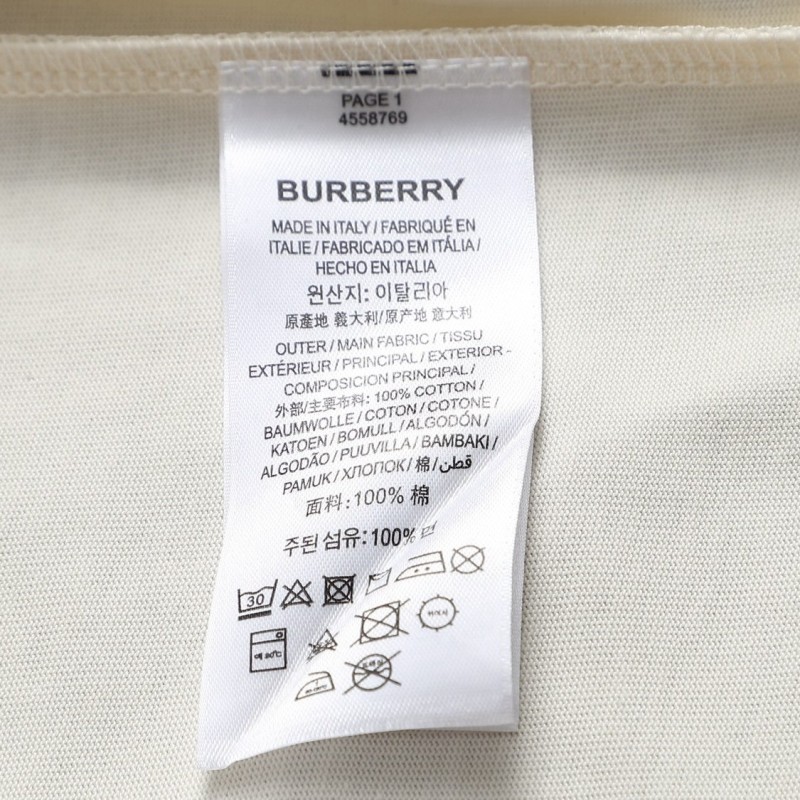 PAGE 1
4558769
BURBERRY
MADE IN ITALY / FABRIQUÉ EN
ITALIE / FABRICADO EM ITÁLIA /
HECHO EN ITALIA
원산지: 이탈리아
原產地 義大利/原产地 意大利
OUTER / MAIN FABRIC / TISSU
EXTÉRIEUR / PRINCIPAL / EXTERIOR -
COMPOSICION PRINCIPAL /
外部/主要布料: 100% COTTON /
BAUMWOLLE / COTON / COTONE /
KATOEN / BOMULL / ALGODÓN /
ALGODÃO / PUUVILLA / BAMBAKI /
PAMUK / ХЛОПОК / 棉 / قطن
面料: 100% 棉
주된 섬유: 100% 면
30